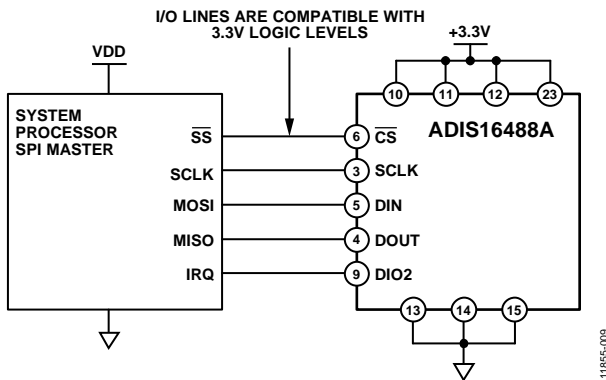 I/O LINES ARE COMPATIBLE WITH
3.3V LOGIC LEVELS
VDD
+3.3V
10
11
12
23
SYSTEM
PROCESSOR
SPI MASTER
ADIS16488A
SS
6
CS
SCLK
3
SCLK
MOSI
5
DIN
MISO
4
DOUT
IRQ
9
DIO2
13
14
15
11855-009